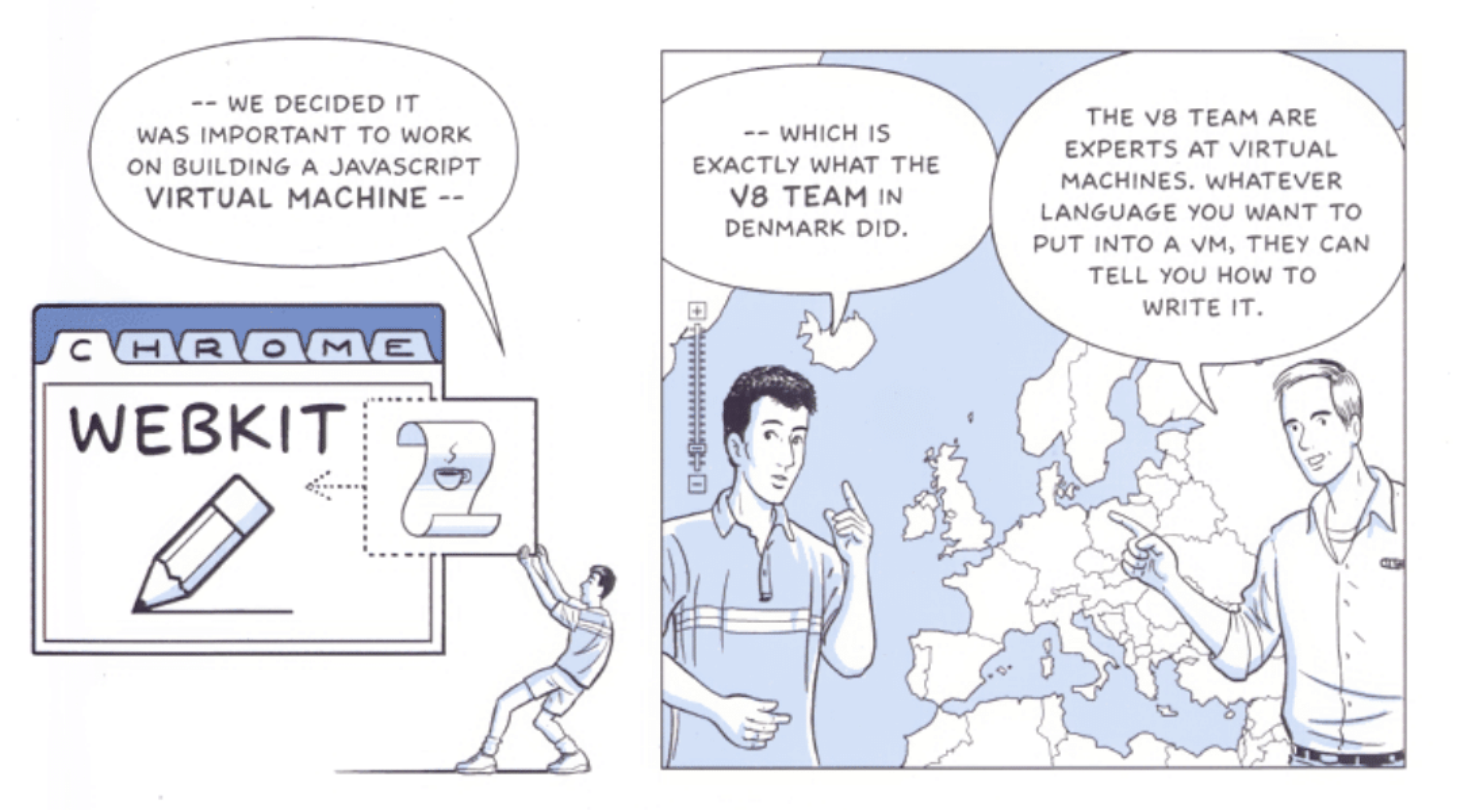 -- WE DECIDED IT
WAS IMPORTANT TO WORK
ON BUILDING A JAVASCRIPT
VIRTUAL MACHINE --
CHROME
WEBKIT
-- WHICH IS
EXACTLY WHAT THE
V8 TEAM IN
DENMARK DID.
THE V8 TEAM ARE
EXPERTS AT VIRTUAL
MACHINES. WHATEVER
LANGUAGE YOU WANT TO
PUT INTO A VM, THEY CAN
TELL YOU HOW TO
WRITE IT.